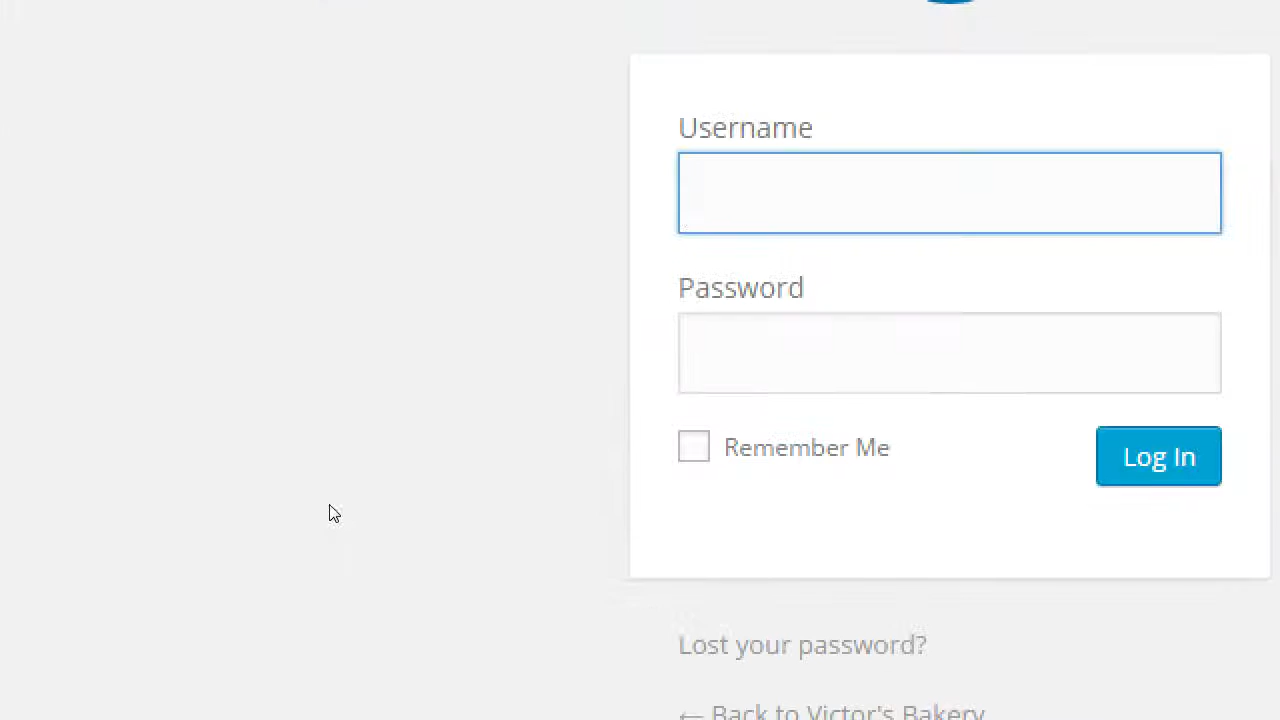 Username
Password
Remember Me
Log In
Lost your password?
← Back to Victor's Bakery